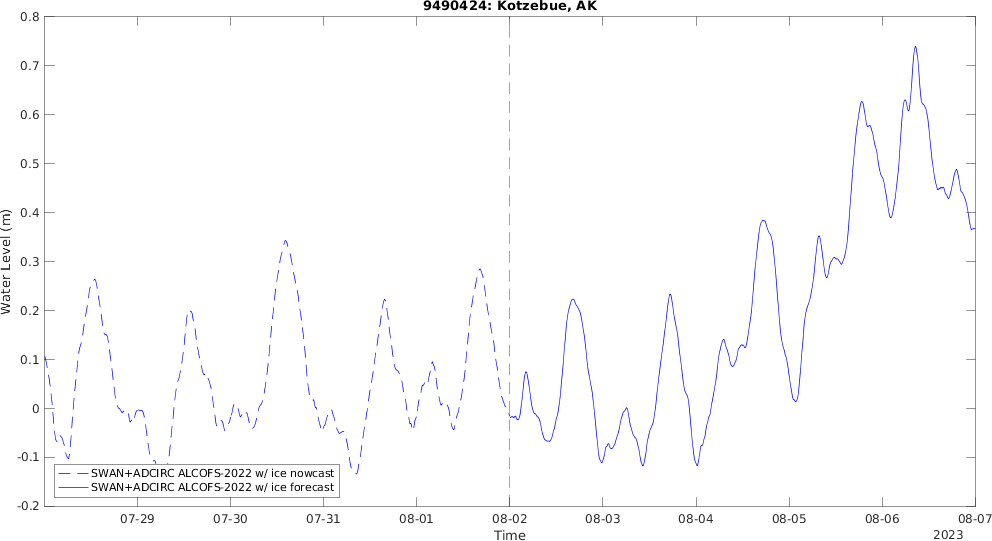 9490424: Kotzebue, AK
0.8
0.7
0.6
0.5
0.4
0.3
0.2
0.1
0
-0.1
-0.2
Water Level (m)
SWAN+ADCIRC ALCOFS-2022 w/ ice nowcast
SWAN+ADCIRC ALCOFS-2022 w/ ice forecast
07-29 07-30 07-31 08-01 08-02 08-03 08-04 08-05 08-06 08-07
Time
2023